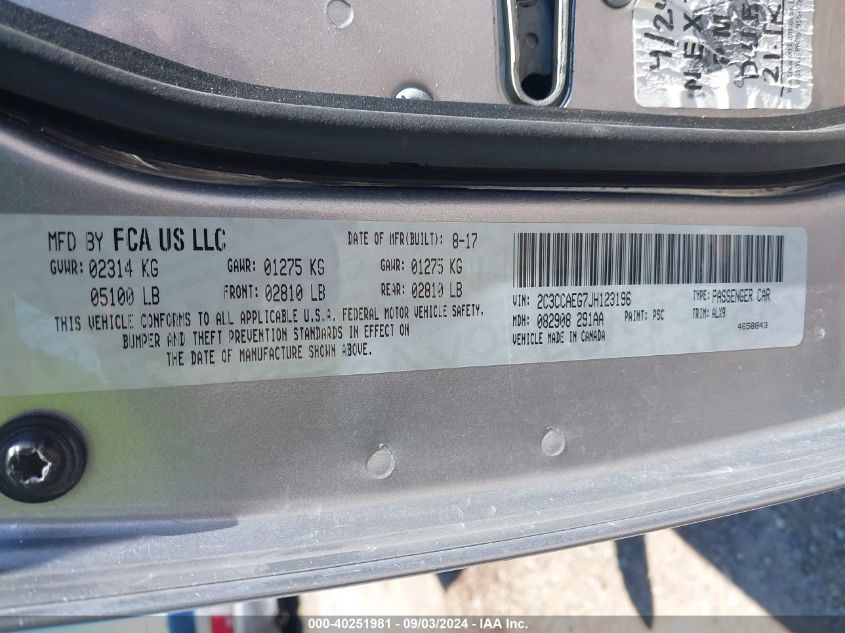 4/24
NEX
MFD BY FCA US LLC
DATE OF MFR(BUILT): 8-17
GVWR: 02314 KG
GAWR: 01275 KG
GAWR: 01275 KG
05100 LB
FRONT: 02810 LB
REAR: 02810 LB
THIS VEHICLE CONFORMS TO ALL APPLICABLE U.S.A. FEDERAL MOTOR VEHICLE SAFETY,
BUMPER AND THEFT PREVENTION STANDARDS IN EFFECT ON
THE DATE OF MANUFACTURE SHOWN ABOVE.
VIN: 2C3CCAEG7JH123196
TYPE: PASSENGER CAR
MDH: 082908 291AA
PAINT: PSC
TRIM: ALX9
VEHICLE MADE IN CANADA
4658843
000-40251981 - 09/03/2024 - IAA Inc.